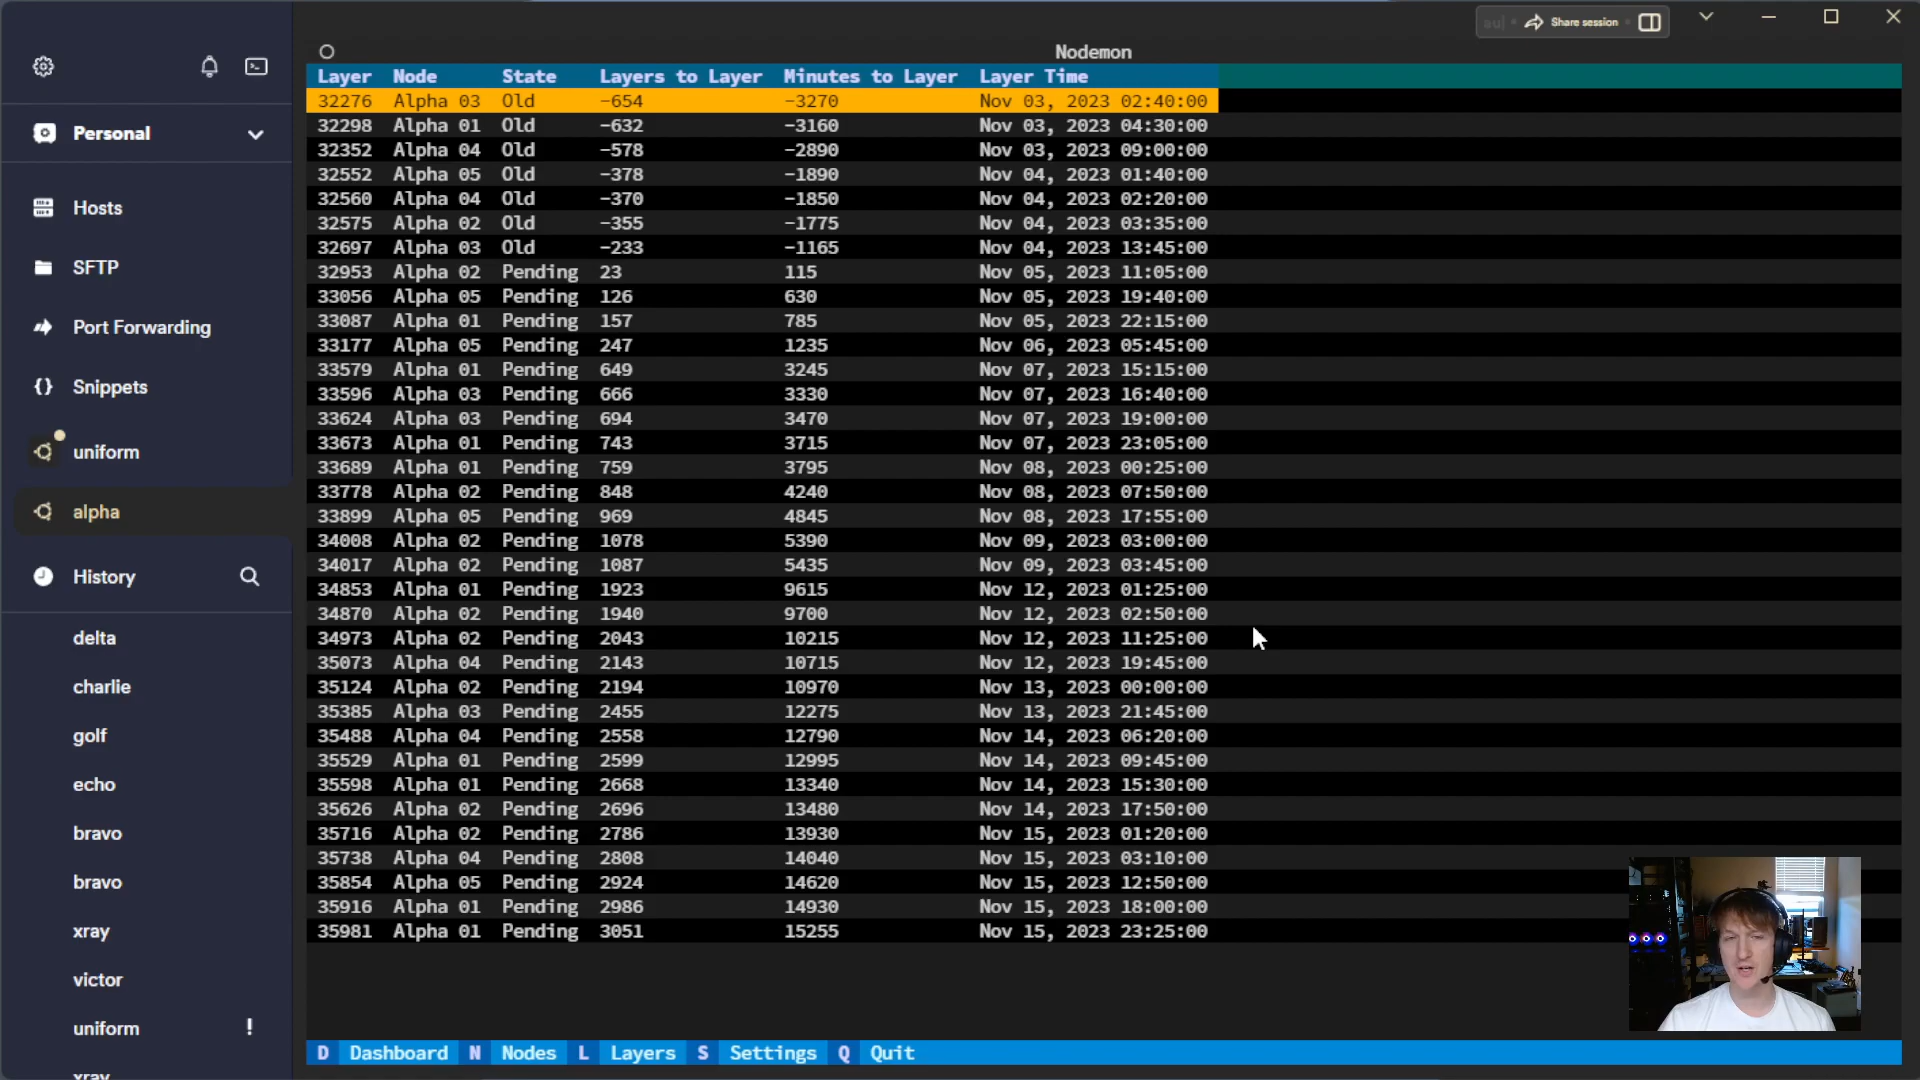 Share session
Nodemon
Personal
Hosts
SFTP
Port Forwarding
Snippets
uniform
alpha
History
delta
charlie
golf
echo
bravo
bravo
xray
victor
uniform !
xray
Layer Node State Layers to Layer Minutes to Layer Layer Time
32276 Alpha 03 Old -654 -3270 Nov 03, 2023 02:40:00
32298 Alpha 01 Old -632 -3160 Nov 03, 2023 04:30:00
32352 Alpha 04 Old -578 -2890 Nov 03, 2023 09:00:00
32552 Alpha 05 Old -378 -1890 Nov 04, 2023 01:40:00
32560 Alpha 04 Old -370 -1850 Nov 04, 2023 02:20:00
32575 Alpha 02 Old -355 -1775 Nov 04, 2023 03:35:00
32697 Alpha 03 Old -233 -1165 Nov 04, 2023 13:45:00
32953 Alpha 02 Pending 23 115 Nov 05, 2023 11:05:00
33056 Alpha 05 Pending 126 630 Nov 05, 2023 19:40:00
33087 Alpha 01 Pending 157 785 Nov 05, 2023 22:15:00
33177 Alpha 05 Pending 247 1235 Nov 06, 2023 05:45:00
33579 Alpha 01 Pending 649 3245 Nov 07, 2023 15:15:00
33596 Alpha 03 Pending 666 3330 Nov 07, 2023 16:40:00
33624 Alpha 03 Pending 694 3470 Nov 07, 2023 19:00:00
33673 Alpha 01 Pending 743 3715 Nov 07, 2023 23:05:00
33689 Alpha 01 Pending 759 3795 Nov 08, 2023 00:25:00
33778 Alpha 02 Pending 848 4240 Nov 08, 2023 07:50:00
33899 Alpha 05 Pending 969 4845 Nov 08, 2023 17:55:00
34008 Alpha 02 Pending 1078 5390 Nov 09, 2023 03:00:00
34017 Alpha 02 Pending 1087 5435 Nov 09, 2023 03:45:00
34853 Alpha 01 Pending 1923 9615 Nov 12, 2023 01:25:00
34870 Alpha 02 Pending 1940 9700 Nov 12, 2023 02:50:00
34973 Alpha 02 Pending 2043 10215 Nov 12, 2023 11:25:00
35073 Alpha 04 Pending 2143 10715 Nov 12, 2023 19:45:00
35124 Alpha 02 Pending 2194 10970 Nov 13, 2023 00:00:00
35385 Alpha 03 Pending 2455 12275 Nov 13, 2023 21:45:00
35488 Alpha 04 Pending 2558 12790 Nov 14, 2023 06:20:00
35529 Alpha 01 Pending 2599 12995 Nov 14, 2023 09:45:00
35598 Alpha 01 Pending 2668 13340 Nov 14, 2023 15:30:00
35626 Alpha 02 Pending 2696 13480 Nov 14, 2023 17:50:00
35716 Alpha 02 Pending 2786 13930 Nov 15, 2023 01:20:00
35738 Alpha 04 Pending 2808 14040 Nov 15, 2023 03:10:00
35854 Alpha 05 Pending 2924 14620 Nov 15, 2023 12:50:00
35916 Alpha 01 Pending 2986 14930 Nov 15, 2023 18:00:00
35981 Alpha 01 Pending 3051 15255 Nov 15, 2023 23:25:00
D Dashboard N Nodes L Layers S Settings Q Quit